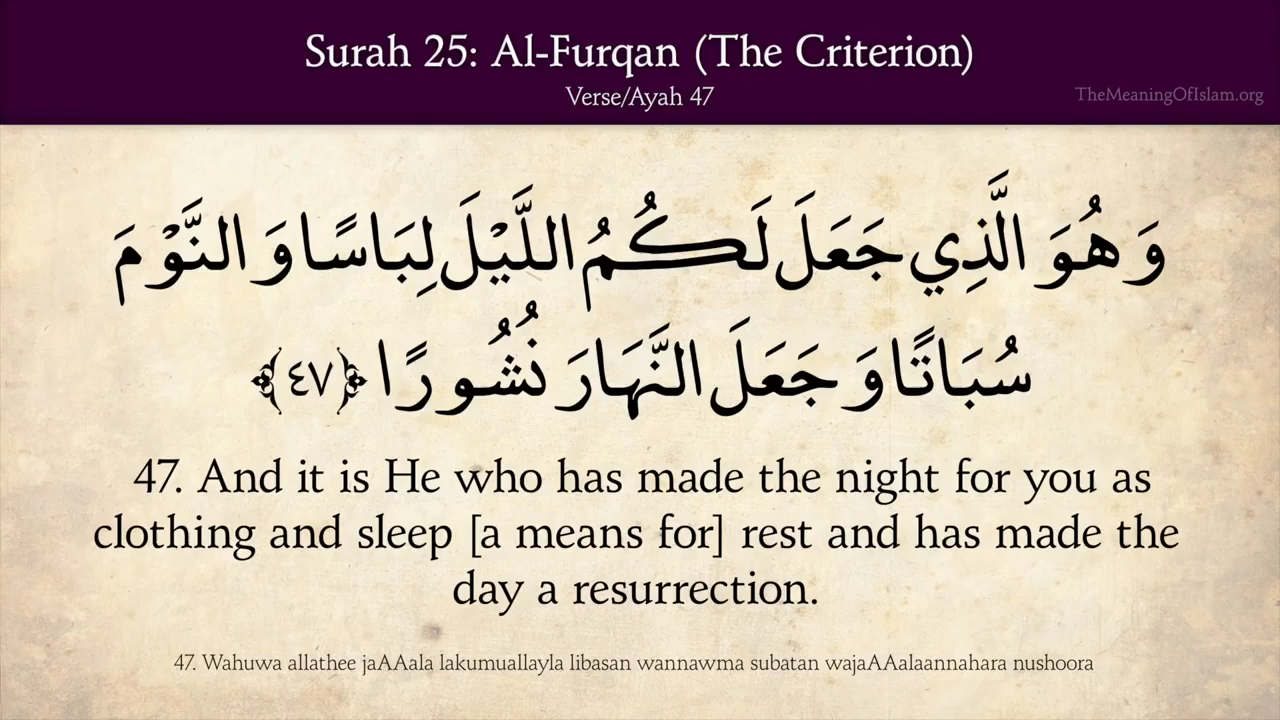 Surah 25: Al-Furqan (The Criterion)
Verse/Ayah 47
TheMeaningOfIslam.org
وَهُوَ الَّذِي جَعَلَ لَكُمُ اللَّيْلَ لِبَاسًا وَالنَّوْمَ
سُبَاتًا وَجَعَلَ النَّهَارَ نُشُورًا ﴿٤٧﴾
47. And it is He who has made the night for you as
clothing and sleep [a means for] rest and has made the
day a resurrection.
47. Wahuwa allathee jaAAala lakumuallayla libasan wannawma subatan wajaAAalaannahara nushoora